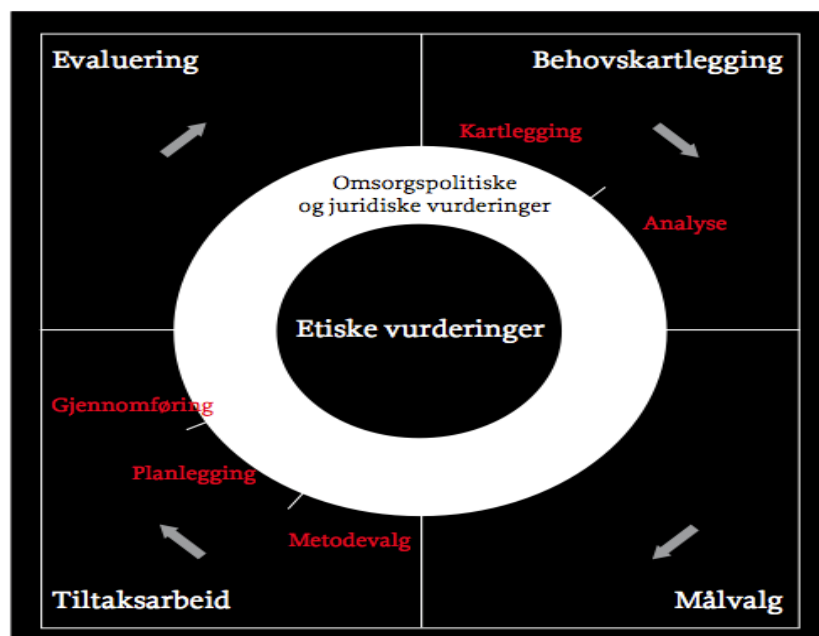 Evaluering
Behovskartlegging
Kartlegging
Omsorgspolitiske
og juridiske vurderinger
Analyse
Etiske vurderinger
Gjennomføring
Planlegging
Metodevalg
Tiltaksarbeid
Målvalg